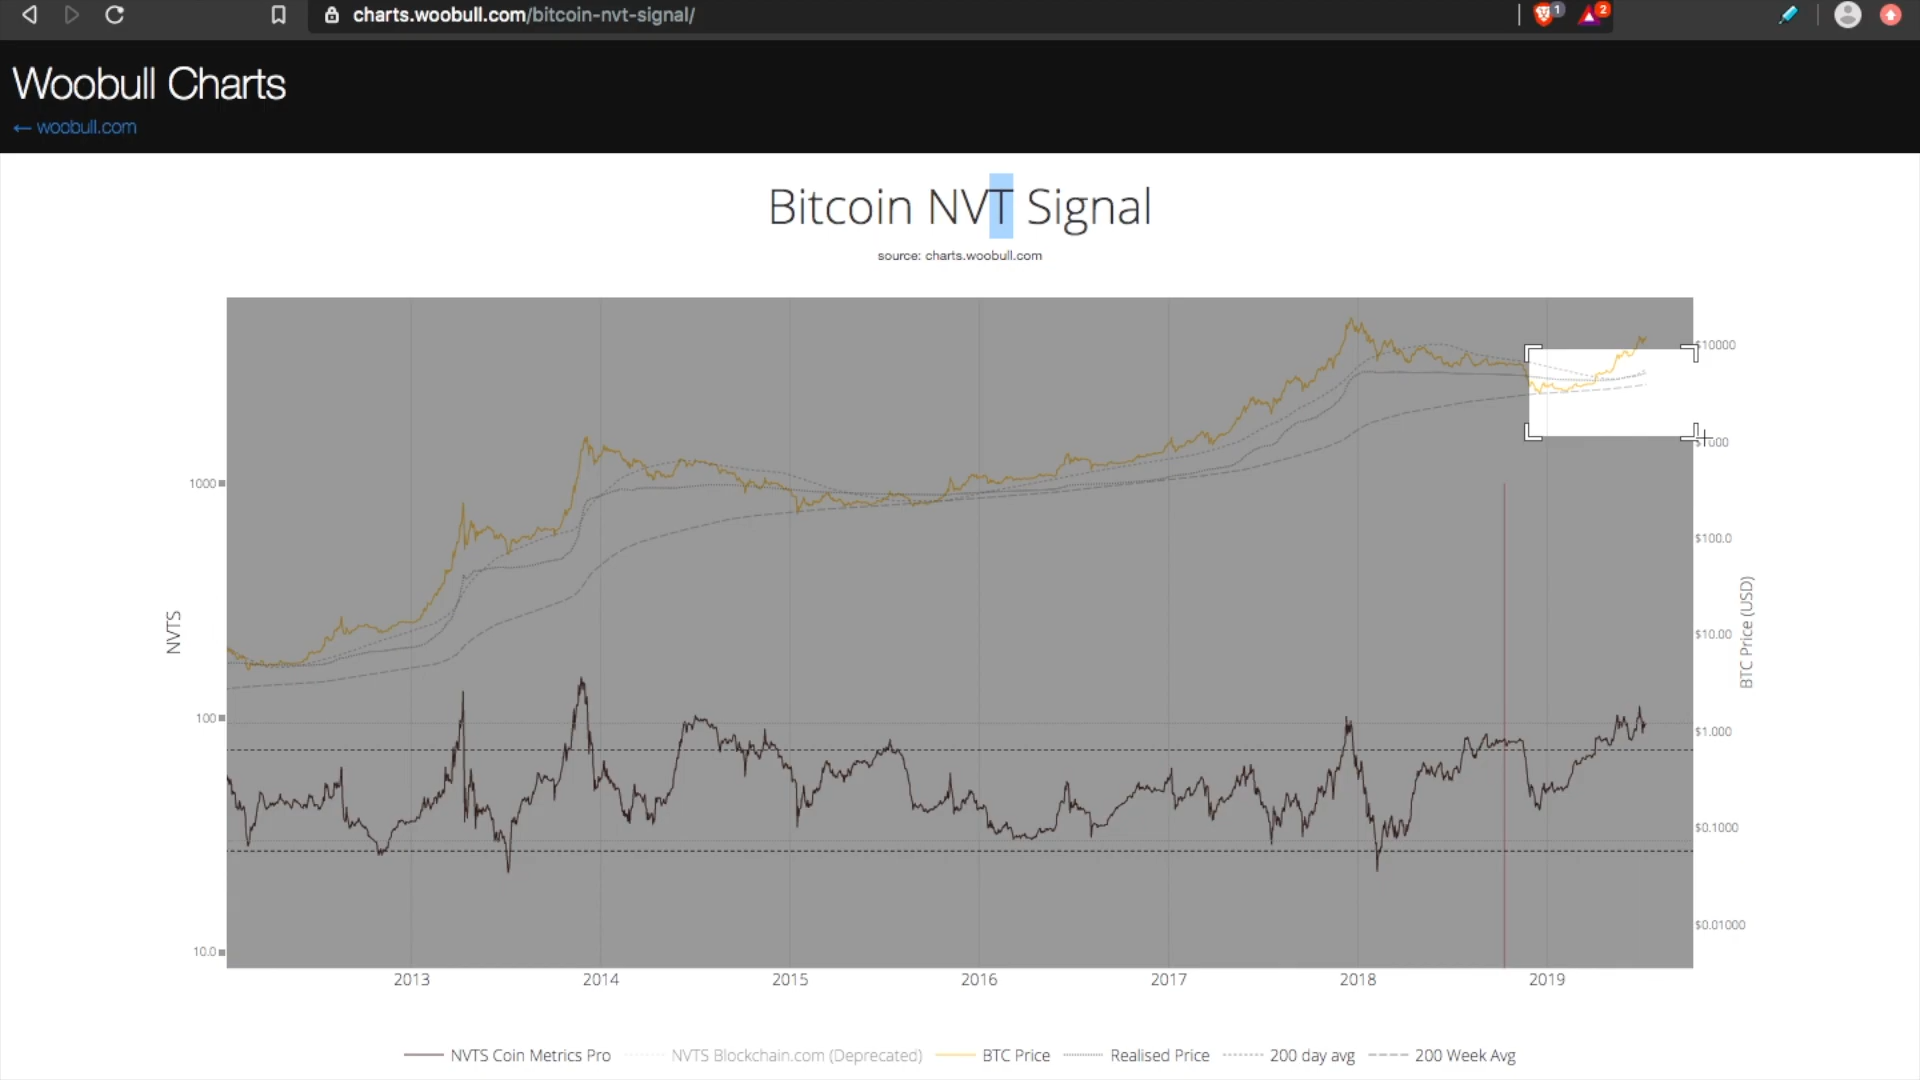 charts.woobull.com/bitcoin-nvt-signal/
1
2
Woobull Charts
← woobull.com
Bitcoin NVT Signal
source: charts.woobull.com
1000
100
10.0
NVTS
$10000
$1000
$100.0
$10.00
$1.000
$0.1000
$0.01000
BTC Price (USD)
2013
2014
2015
2016
2017
2018
2019
NVTS Coin Metrics Pro
NVTS Blockchain.com (Deprecated)
BTC Price
Realised Price
200 day avg
200 Week Avg